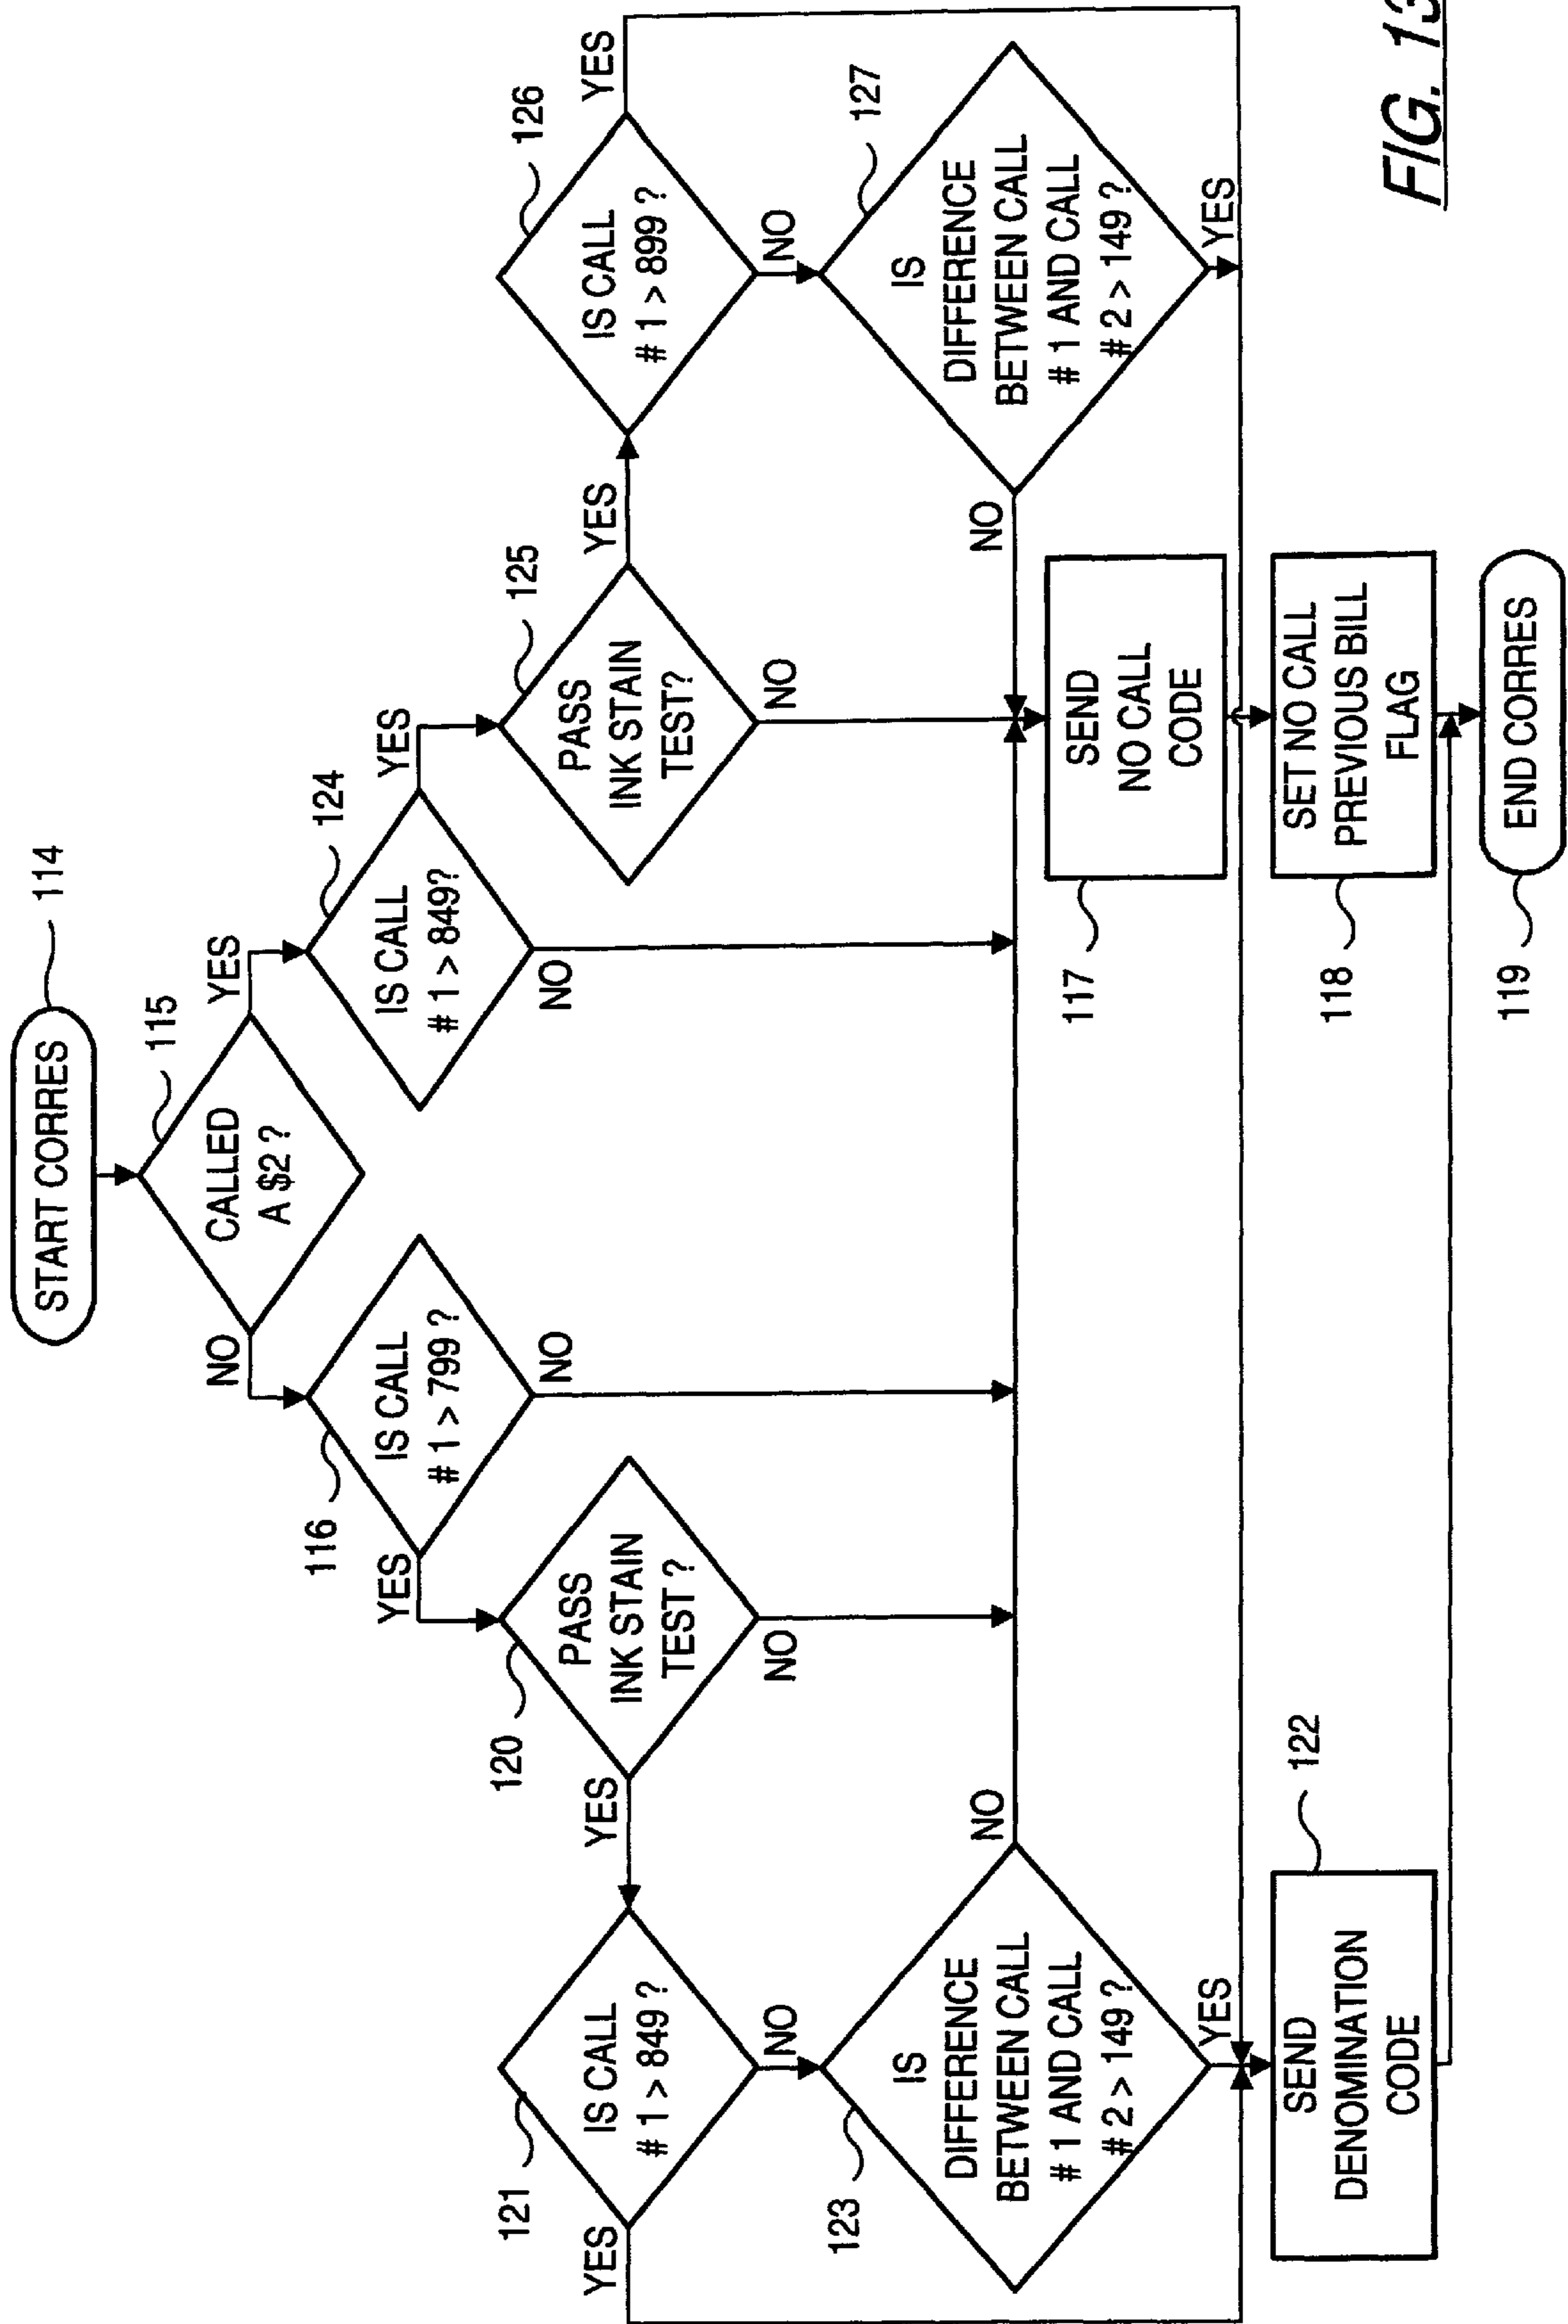 START CORRES
114
CALLED
A $2 ?
115
NO
YES
IS CALL
# 1 > 799 ?
116
YES
NO
IS CALL
# 1 > 849?
124
YES
NO
PASS
INK STAIN
TEST ?
120
YES
NO
PASS
INK STAIN
TEST?
125
YES
NO
IS CALL
# 1 > 849 ?
121
YES
NO
IS CALL
# 1 > 899 ?
126
YES
NO
IS
DIFFERENCE
BETWEEN CALL
# 1 AND CALL
# 2 > 149 ?
123
NO
YES
IS
DIFFERENCE
BETWEEN CALL
# 1 AND CALL
# 2 > 149 ?
127
NO
YES
SEND
NO CALL
CODE
117
SEND
DENOMINATION
CODE
122
SET NO CALL
PREVIOUS BILL
FLAG
118
END CORRES
119
FIG. 13